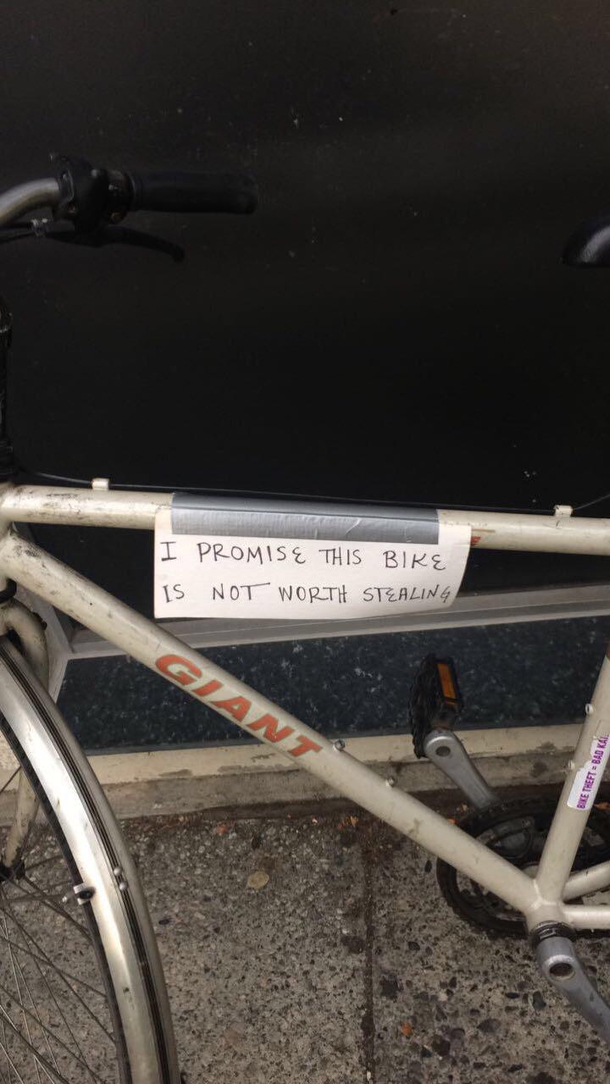 I PROMISE THIS BIKE
IS NOT WORTH STEALING
GIANT
BIKE THEFT = BAD